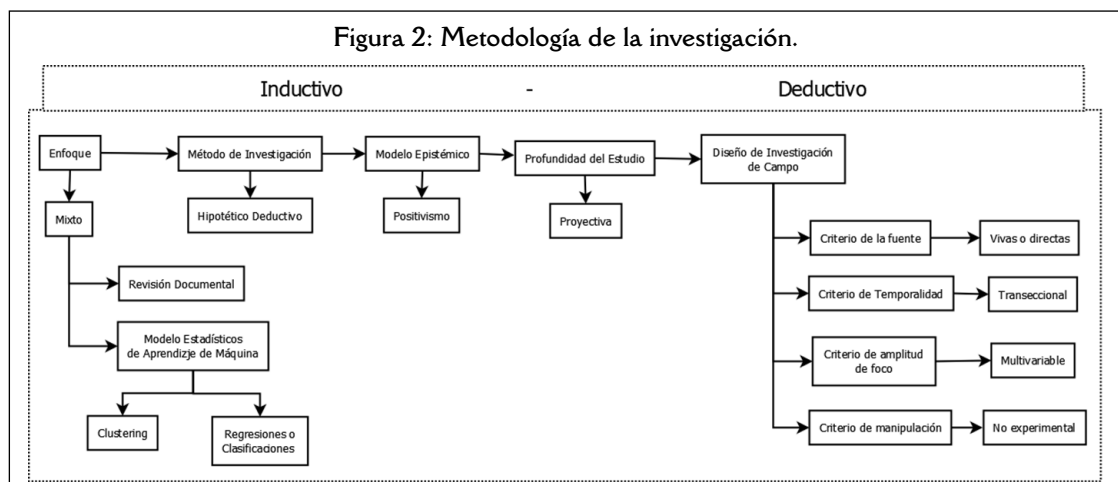 Figura 2: Metodología de la investigación.
Inductivo - Deductivo
Enfoque
Método de Investigación
Modelo Epistémico
Profundidad del Estudio
Diseño de Investigación
de Campo
Mixto
Hipotético Deductivo
Positivismo
Proyectiva
Criterio de la fuente
Vivas o directas
Revisión Documental
Criterio de Temporalidad
Transeccional
Modelo Estadísticos
de Aprendizje de Máquina
Criterio de amplitud
de foco
Multivariable
Clustering
Regresiones o
Clasificaciones
Criterio de manipulación
No experimental